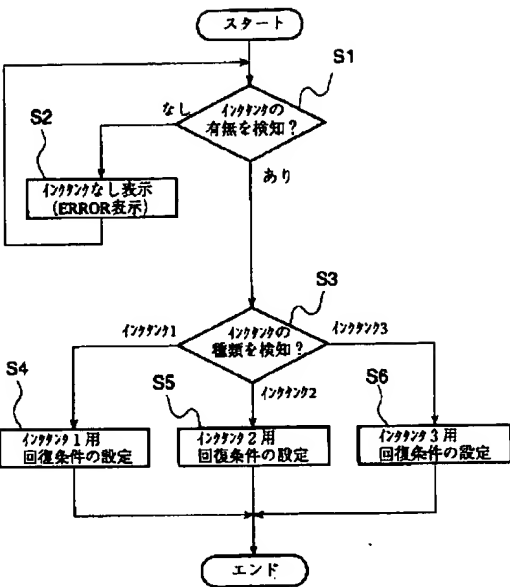 スタート
S1
インクタンクの
有無を検知?
なし
あり
S2
インクタンクなし表示
(ERROR表示)
S3
インクタンクの
種類を検知?
インクタンク1
インクタンク2
インクタンク3
S4
インクタンク1用
回復条件の設定
S5
インクタンク2用
回復条件の設定
S6
インクタンク3用
回復条件の設定
エンド